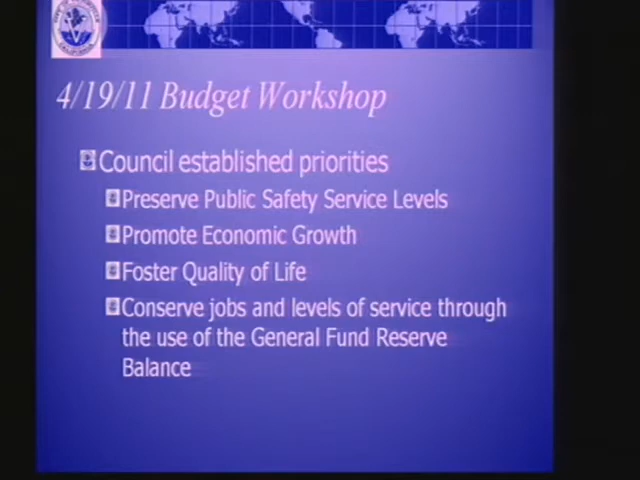 CALIFORNIA
4/19/11 Budget Workshop
Council established priorities
Preserve Public Safety Service Levels
Promote Economic Growth
Foster Quality of Life
Conserve jobs and levels of service through
the use of the General Fund Reserve
Balance